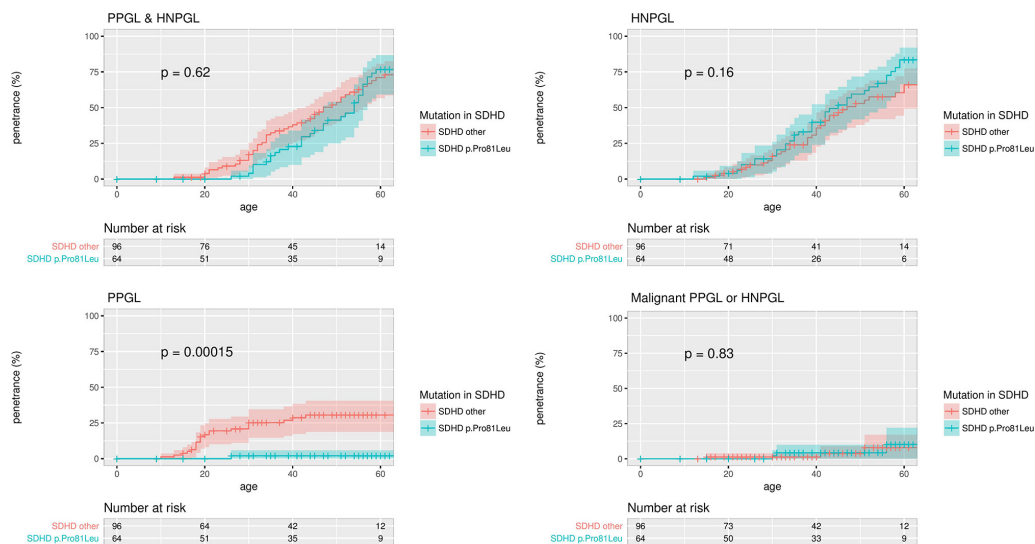 PPGL & HNPGL
penetrance (%)
100
75
50
25
0
p = 0.62
0 20 40 60
age
Mutation in SDHD
SDHD other
SDHD p.Pro81Leu
Number at risk
SDHD other 96 76 45 14
SDHD p.Pro81Leu 64 51 35 9
HNPGL
penetrance (%)
100
75
50
25
0
p = 0.16
0 20 40 60
age
Mutation in SDHD
SDHD other
SDHD p.Pro81Leu
Number at risk
SDHD other 96 71 41 14
SDHD p.Pro81Leu 64 48 26 6
PPGL
penetrance (%)
100
75
50
25
0
p = 0.00015
0 20 40 60
age
Mutation in SDHD
SDHD other
SDHD p.Pro81Leu
Number at risk
SDHD other 96 64 42 12
SDHD p.Pro81Leu 64 51 35 9
Malignant PPGL or HNPGL
penetrance (%)
100
75
50
25
0
p = 0.83
0 20 40 60
age
Mutation in SDHD
SDHD other
SDHD p.Pro81Leu
Number at risk
SDHD other 96 73 42 12
SDHD p.Pro81Leu 64 50 33 9